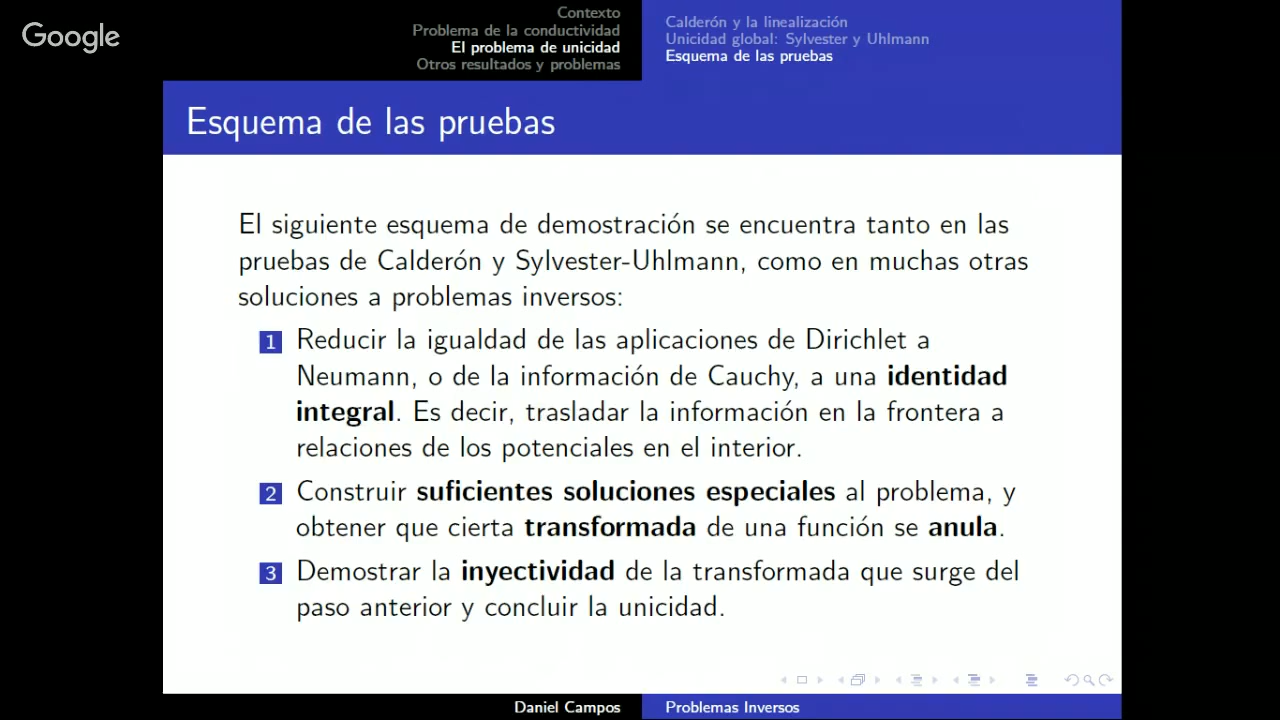 Google
Contexto
Problema de la conductividad
El problema de unicidad
Otros resultados y problemas
Calderón y la linealización
Unicidad global: Sylvester y Uhlmann
Esquema de las pruebas
Esquema de las pruebas
El siguiente esquema de demostración se encuentra tanto en las
pruebas de Calderón y Sylvester-Uhlmann, como en muchas otras
soluciones a problemas inversos:
1 Reducir la igualdad de las aplicaciones de Dirichlet a
Neumann, o de la información de Cauchy, a una identidad
integral. Es decir, trasladar la información en la frontera a
relaciones de los potenciales en el interior.
2 Construir suficientes soluciones especiales al problema, y
obtener que cierta transformada de una función se anula.
3 Demostrar la inyectividad de la transformada que surge del
paso anterior y concluir la unicidad.
Daniel Campos
Problemas Inversos